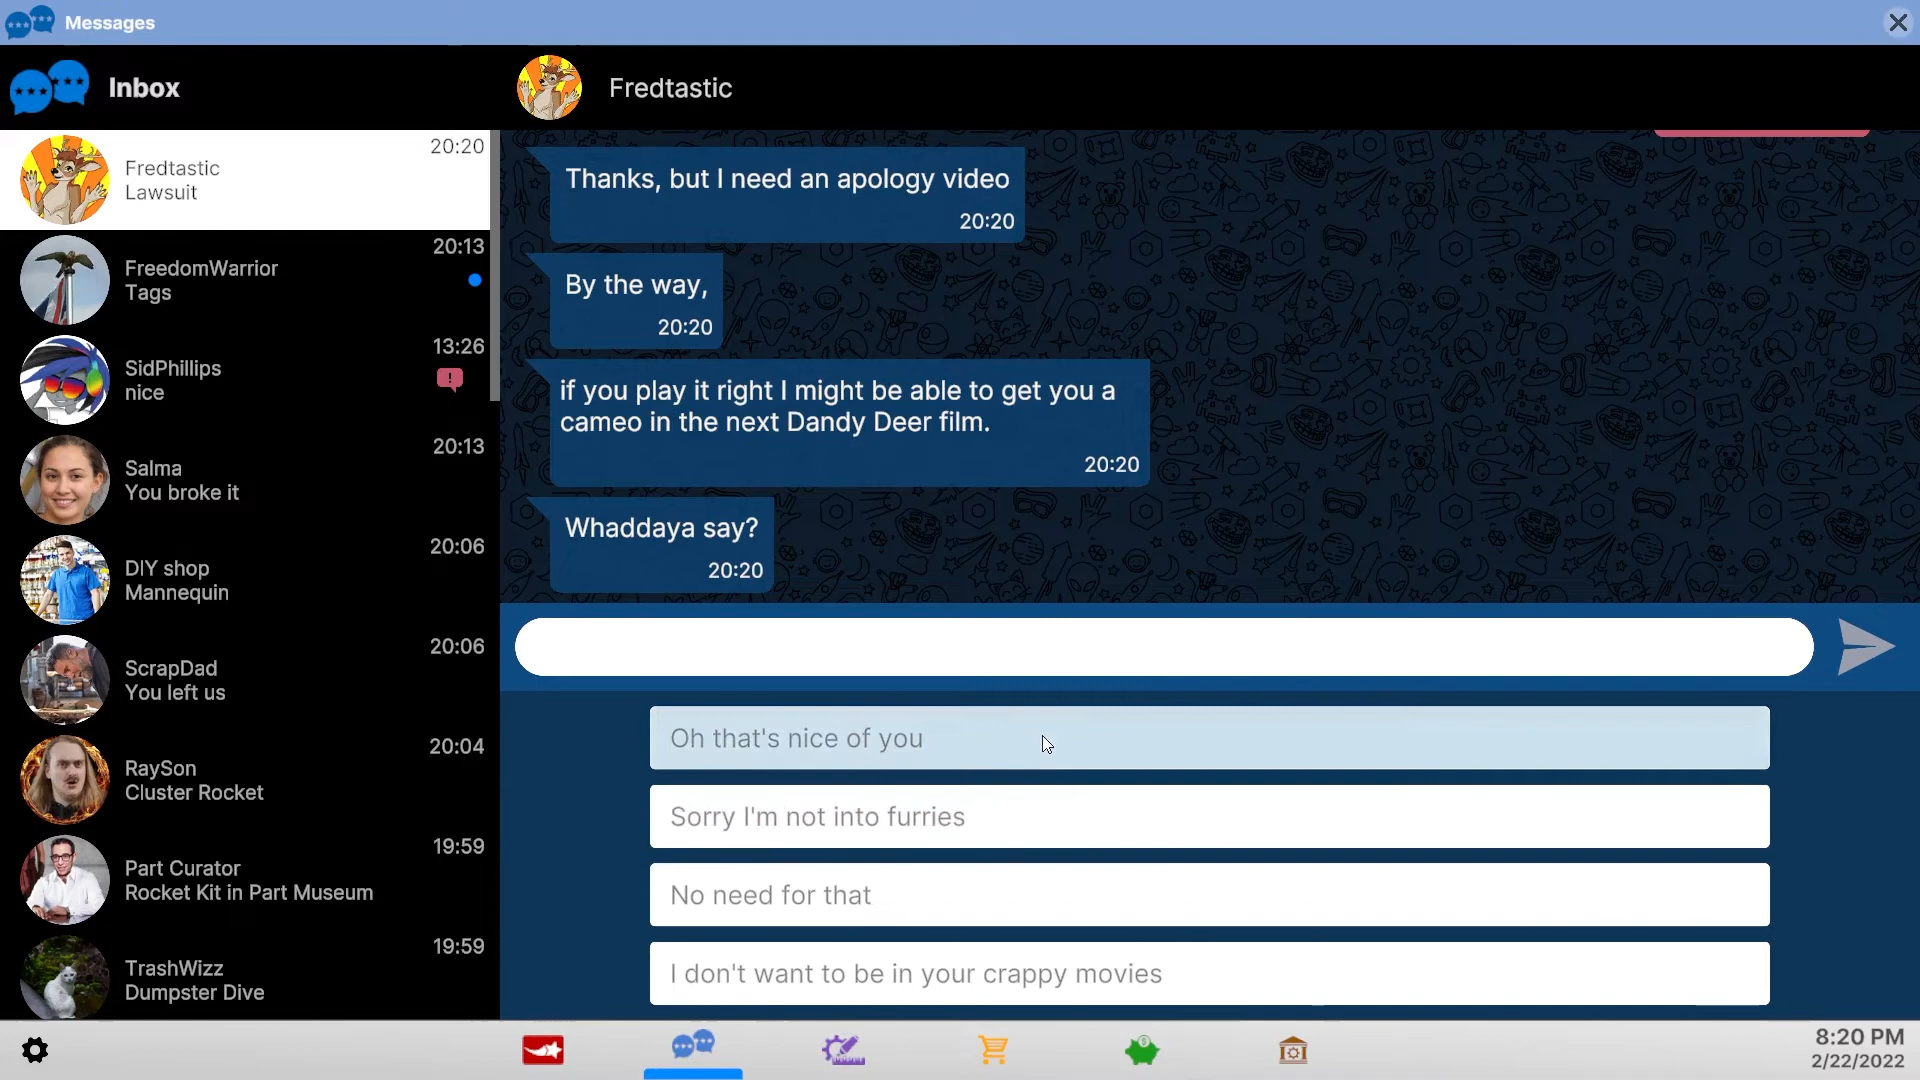 Messages
Inbox
Fredtastic
20:20
Fredtastic
Lawsuit
20:13
FreedomWarrior
Tags
13:26
SidPhillips
nice
20:13
Salma
You broke it
20:06
DIY shop
Mannequin
20:06
ScrapDad
You left us
20:04
RaySon
Cluster Rocket
19:59
Part Curator
Rocket Kit in Part Museum
19:59
TrashWizz
Dumpster Dive
Thanks, but I need an apology video
20:20
By the way,
20:20
if you play it right I might be able to get you a
cameo in the next Dandy Deer film.
20:20
Whaddaya say?
20:20
Oh that's nice of you
Sorry I'm not into furries
No need for that
I don't want to be in your crappy movies
8:20 PM
2/22/2022